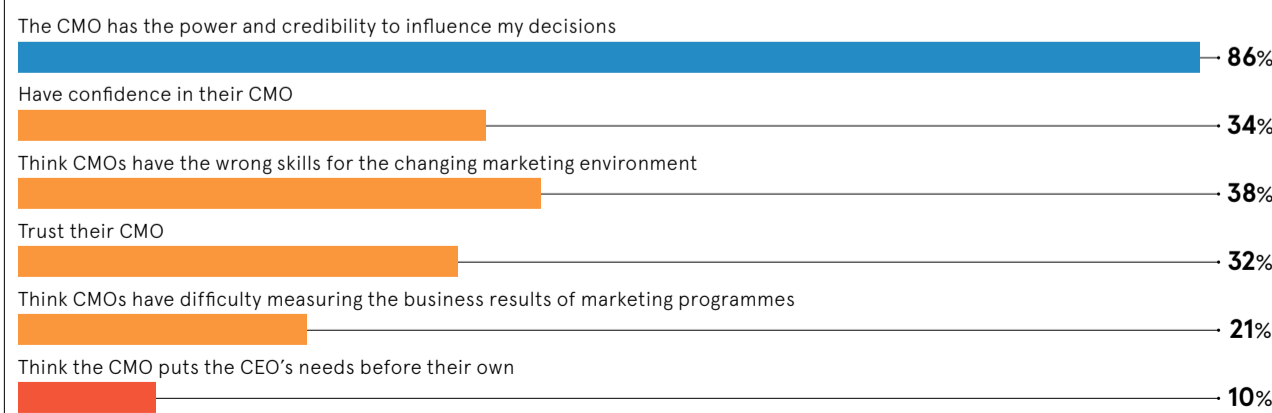 The CMO has the power and credibility to influence my decisions
86%
Have confidence in their CMO
34%
Think CMOs have the wrong skills for the changing marketing environment
38%
Trust their CMO
32%
Think CMOs have difficulty measuring the business results of marketing programmes
21%
Think the CMO puts the CEO’s needs before their own
10%